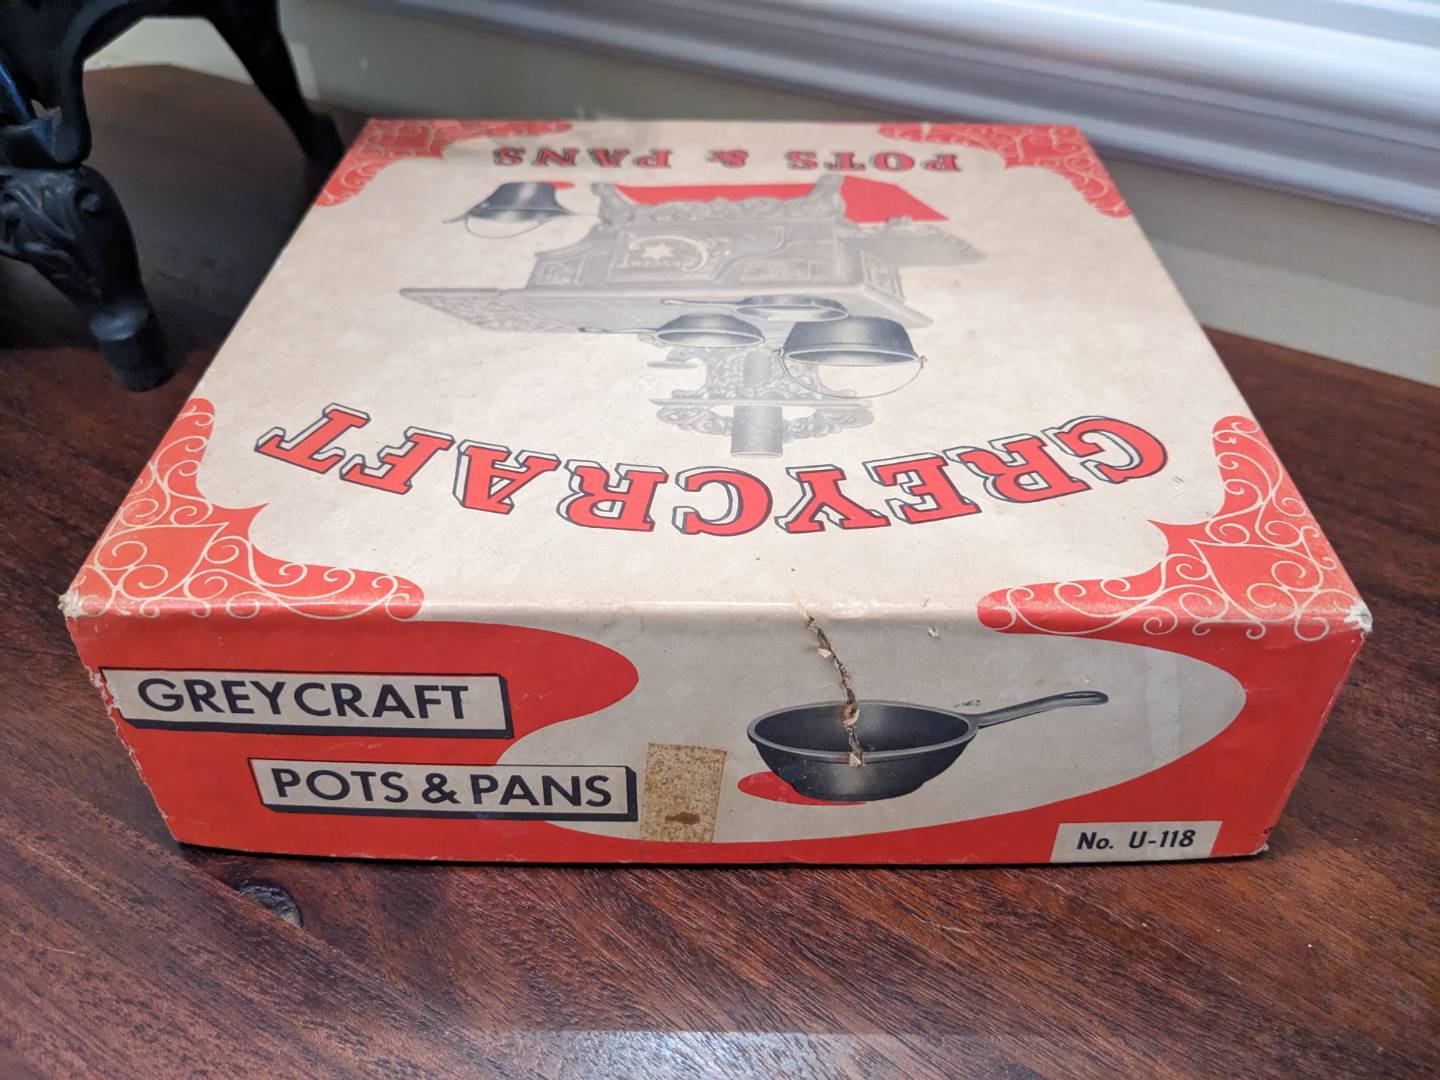 GREYCRAFT
POTS & PANS
GREYCRAFT
POTS & PANS
No. U-118